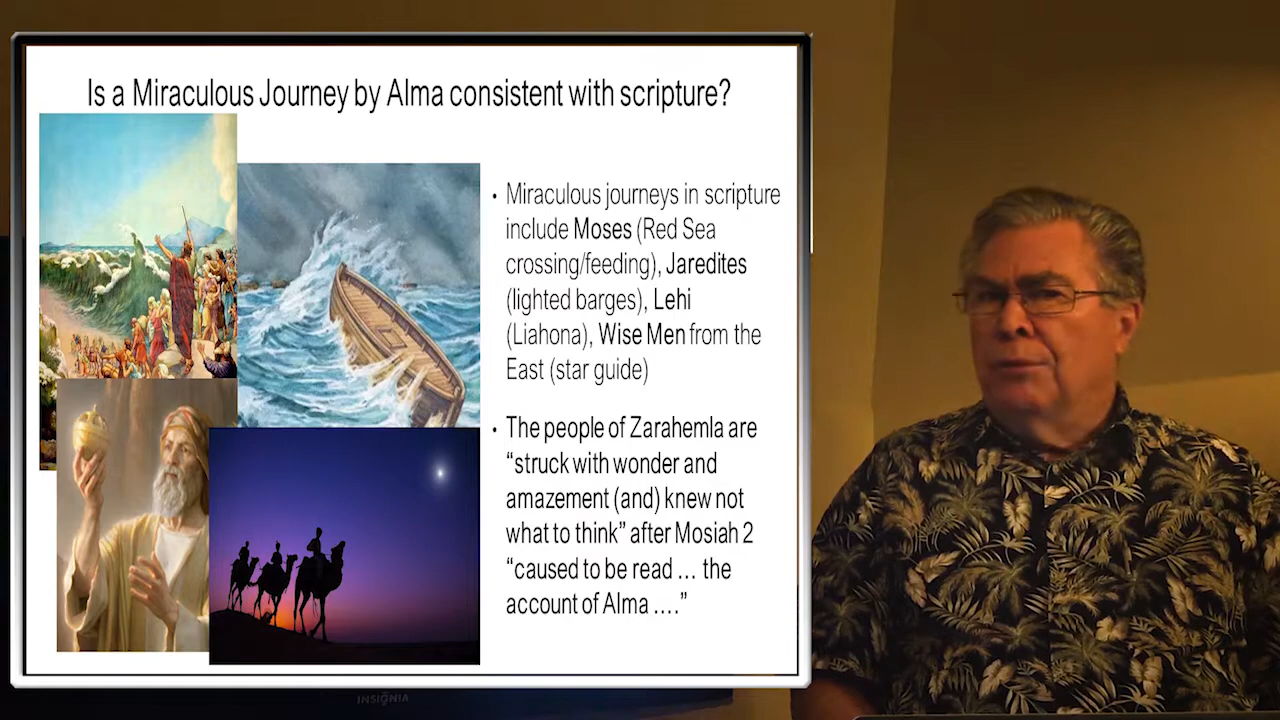 Is a Miraculous Journey by Alma consistent with scripture?
• Miraculous journeys in scripture
include Moses (Red Sea
crossing/feeding), Jaredites
(lighted barges), Lehi
(Liahona), Wise Men from the
East (star guide)
• The people of Zarahemla are
“struck with wonder and
amazement (and) knew not
what to think” after Mosiah 2
“caused to be read … the
account of Alma ….”
INSIGNIA